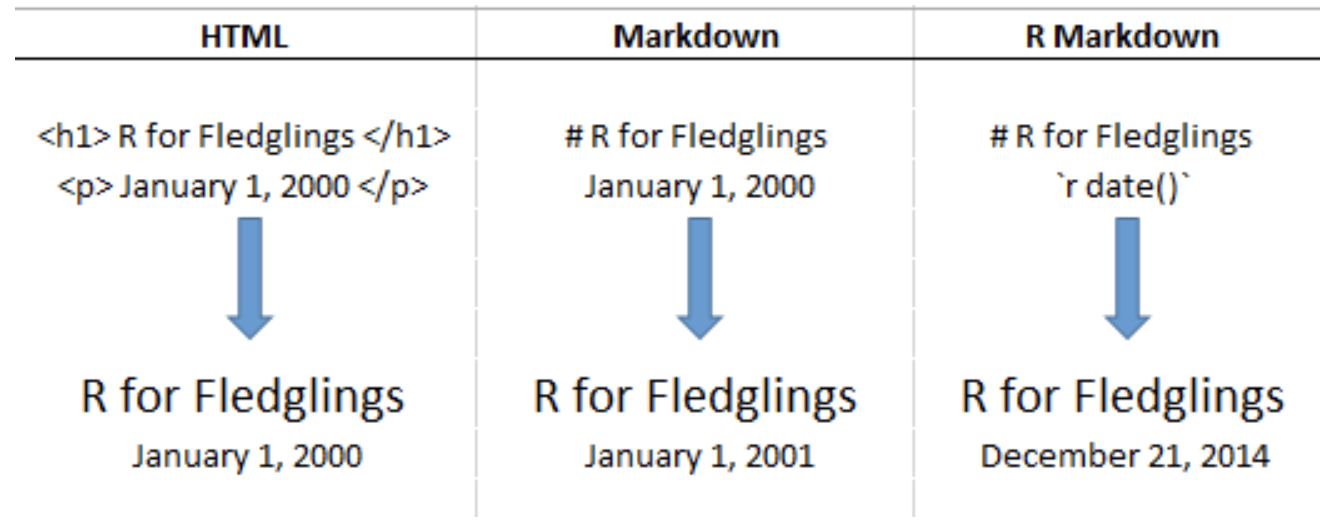 HTML Markdown R Markdown
<h1> R for Fledglings </h1> # R for Fledglings # R for Fledglings
<p> January 1, 2000 </p> January 1, 2000 `r date()`
R for Fledglings R for Fledglings R for Fledglings
January 1, 2000 January 1, 2001 December 21, 2014